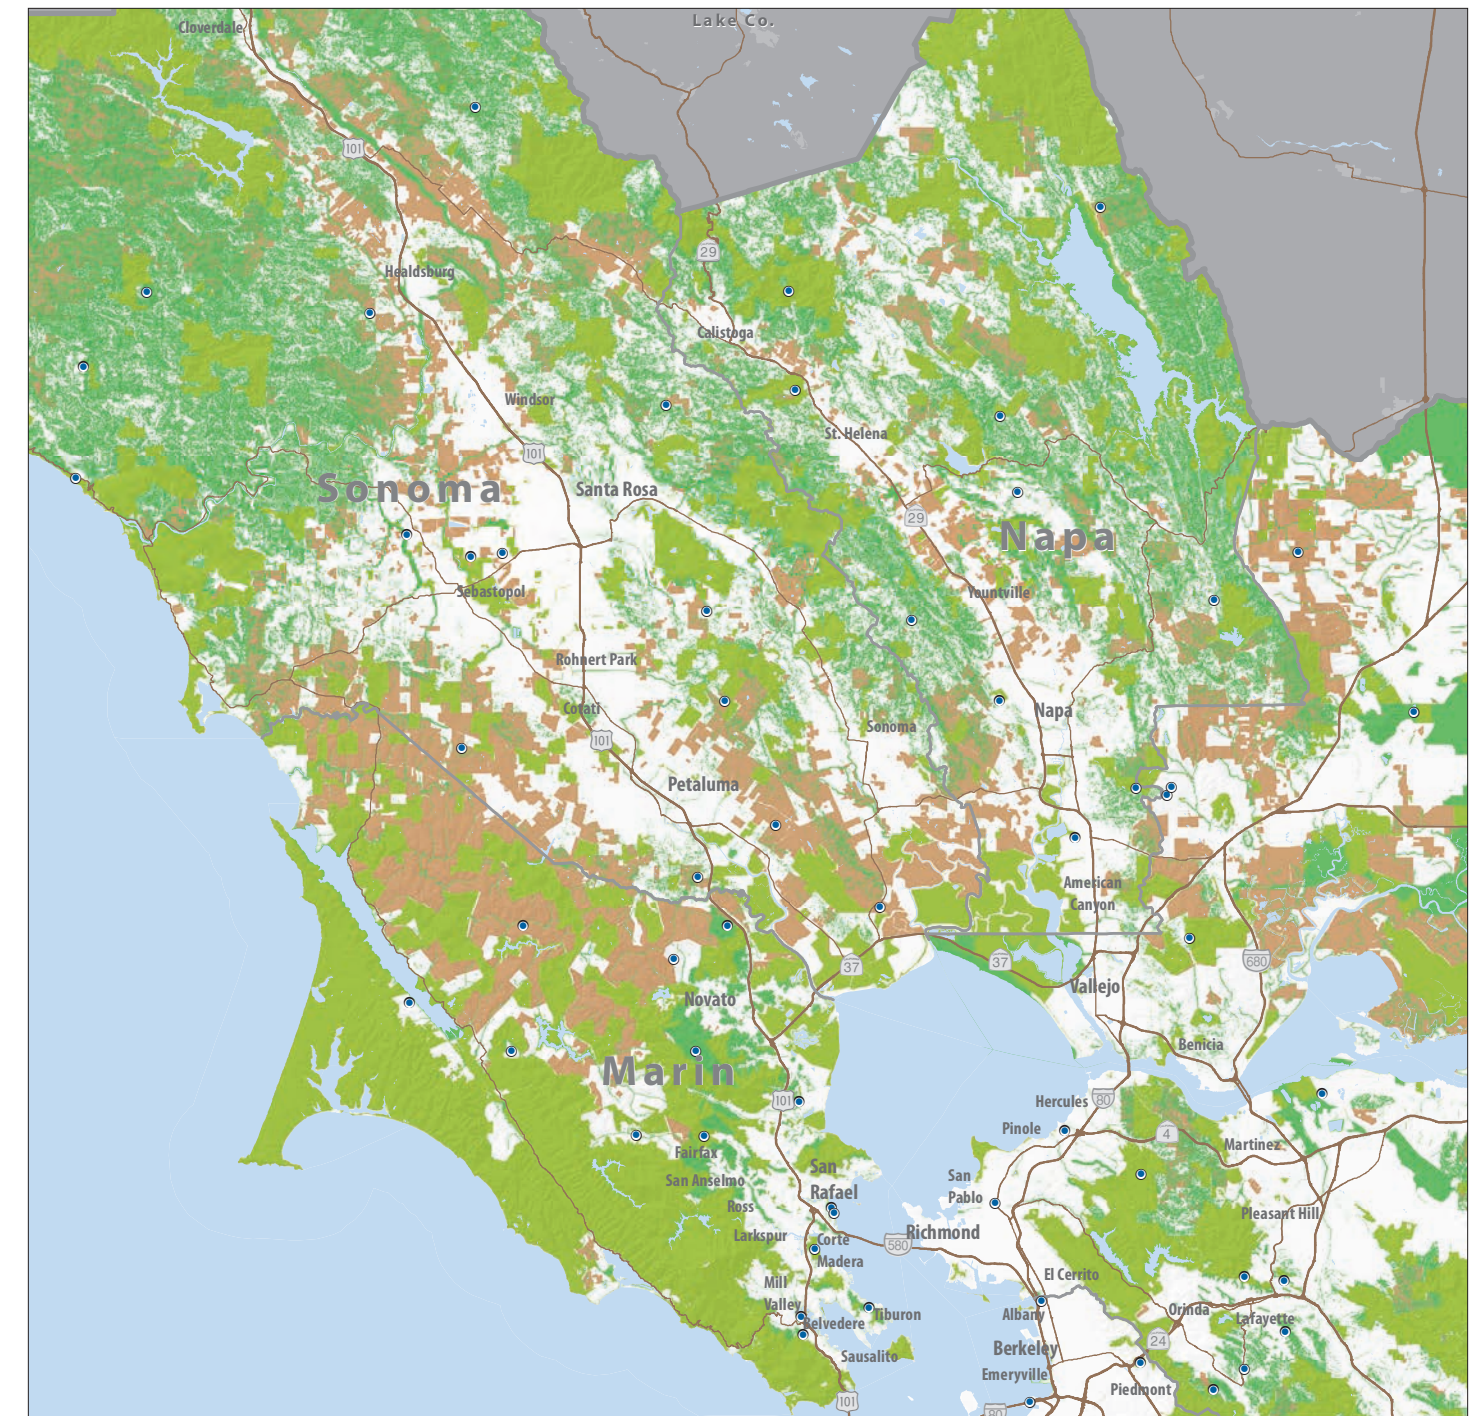 Lake Co.
Cloverdale
101
Healdsburg
29
Calistoga
Windsor
St. Helena
101
Sonoma
Santa Rosa
29
Napa
Sebastopol
Yountville
Rohnert Park
Cotati
Napa
Sonoma
101
Petaluma
American
Canyon
37
37
680
Vallejo
Novato
Benicia
Marin
101
Hercules
80
Pinole
4
Martinez
Fairfax
San
Rafael
San Anselmo
San
Pablo
Ross
Pleasant Hill
Larkspur
Corte
Madera
580
Richmond
El Cerrito
Mill
Valley
Tiburon
Belvedere
Albany
Orinda
Lafayette
24
Berkeley
Sausalito
Emeryville
Piedmont
101
80